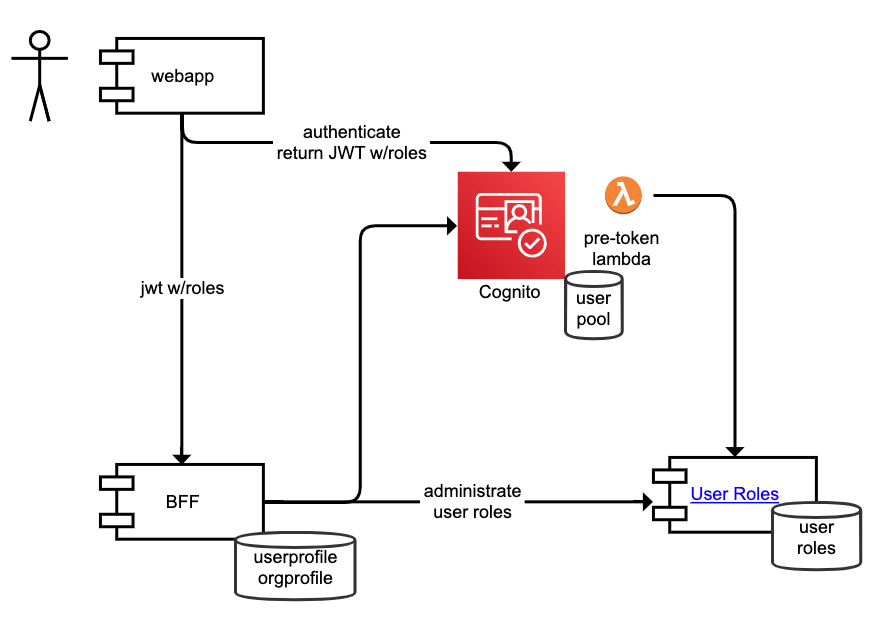 webapp
authenticate
return JWT w/roles
pre-token
lambda
jwt w/roles
Cognito
user
pool
BFF
administrate
user roles
User Roles
user
roles
userprofile
orgprofile